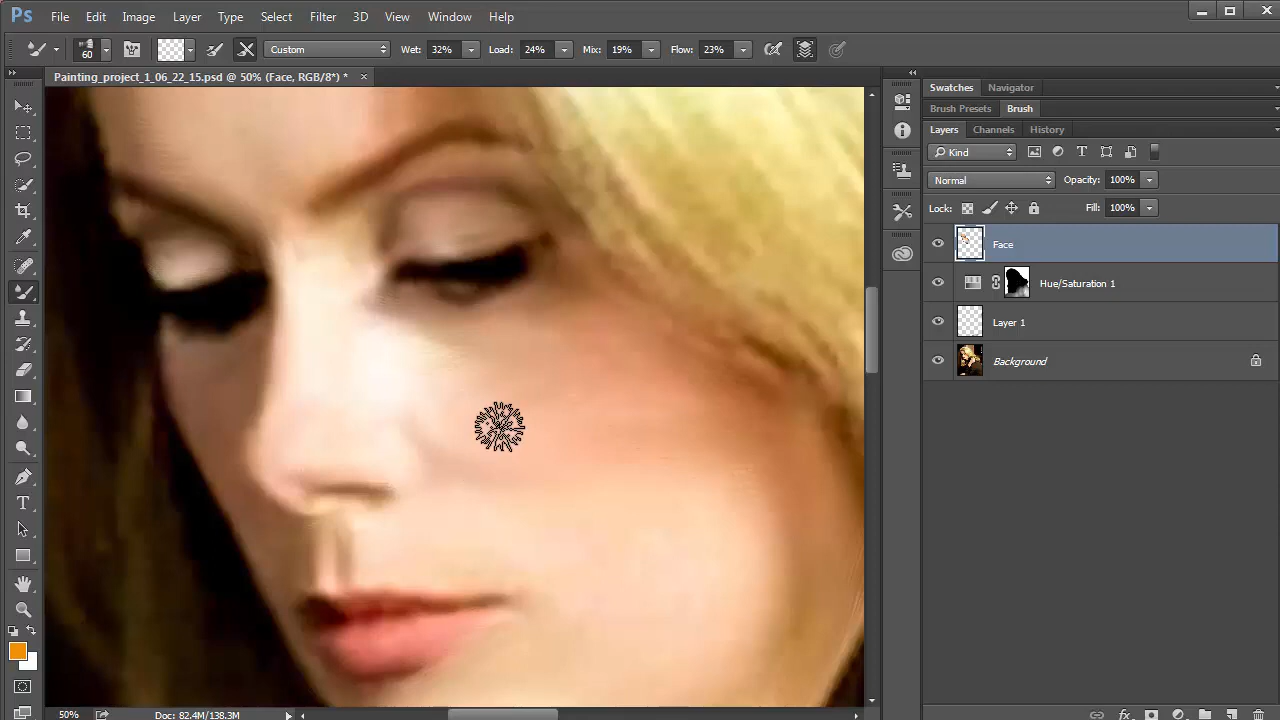 Ps File Edit Image Layer Type Select Filter 3D View Window Help
60 Custom Wet: 32% Load: 24% Mix: 19% Flow: 23%
Painting_project_1_06_22_15.psd @ 50% (Face, RGB/8*) * ×
Swatches Navigator
Brush Presets Brush
Layers Channels History
Kind T
Normal Opacity: 100%
Lock: Fill: 100%
Face
Hue/Saturation 1
Layer 1
Background
T
50% Doc: 82.4M/138.3M
fx